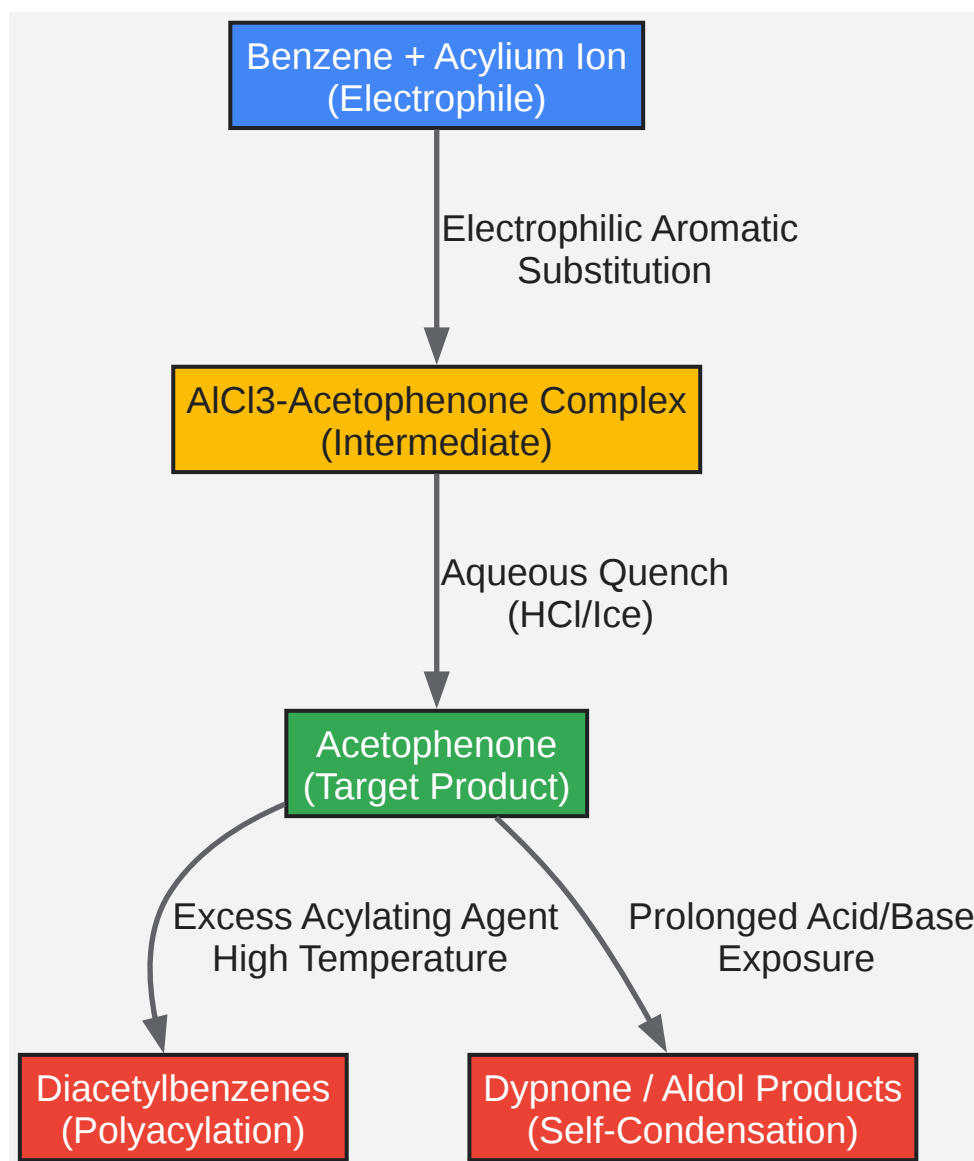 Benzene + Acylium Ion
(Electrophile)
Electrophilic Aromatic
Substitution
AlCl3-Acetophenone Complex
(Intermediate)
Aqueous Quench
(HCl/Ice)
Acetophenone
(Target Product)
Excess Acylating Agent
High Temperature
Prolonged Acid/Base
Exposure
Diacetylbenzenes
(Polyacylation)
Dypnone / Aldol Products
(Self-Condensation)